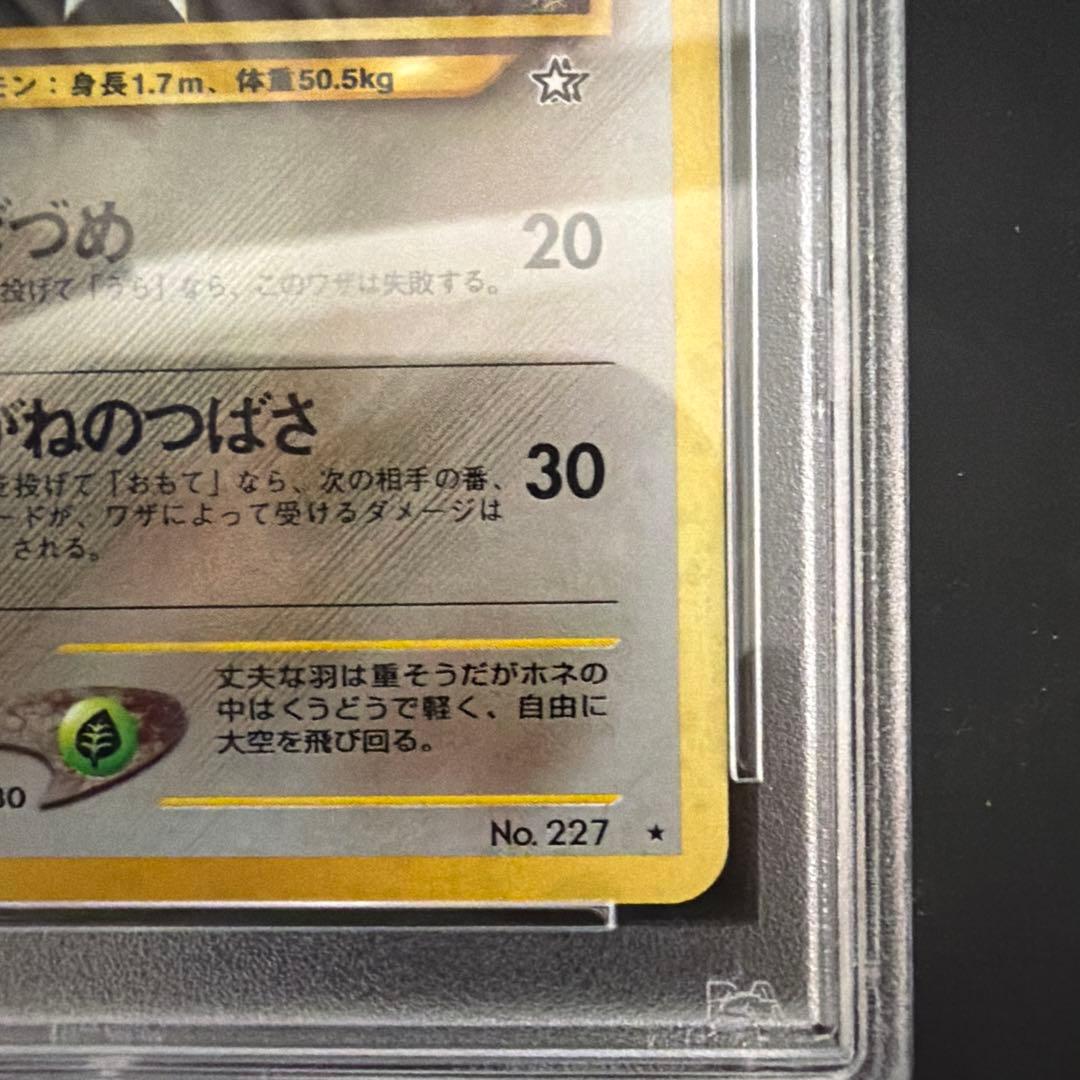 モン：身長1.7m、体重50.5kg
づめ
20
投げて「うら」なら、このワザは失敗する。
がねのつばさ
30
を投げて「おもて」なら、次の相手の番、
ードが、ワザによって受けるダメージは
される。
丈夫な羽は重そうだがホネの
中はくうどうで軽く、自由に
大空を飛び回る。
30
No. 227 ★
PSA